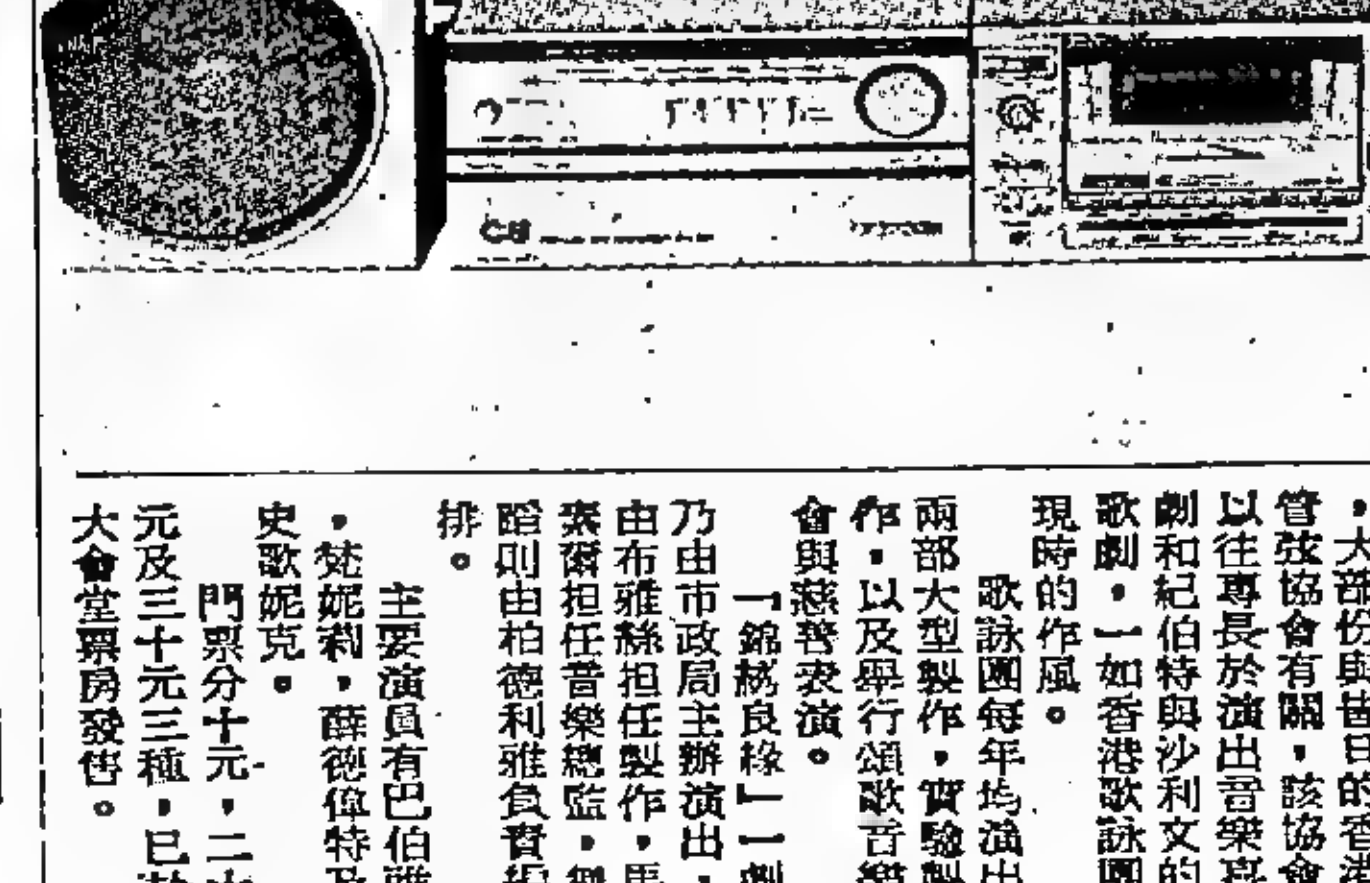 CS
，大部份與昔日的香港
管弦協會有關，該協會
以往專長於演出音樂喜
劇和紀伯特與沙利文的
歌劇，一如香港歌詠團
現時的作風。
歌詠團每年均演出
兩部大型製作，實驗製
作，以及舉行頌歌音樂
會與慈善表演。
「錦繡良緣」一劇
乃由市政局主辦演出，
由布雅絲担任製作，馬
素爾担任音樂總監，舞
蹈則由柏德利雅負責編
排。
主要演員有巴伯雅
，梵妮莉，薛德偉特及
史歌妮克。
門票分十元，二十
元及三十元三種，已於
大會堂票房發售。